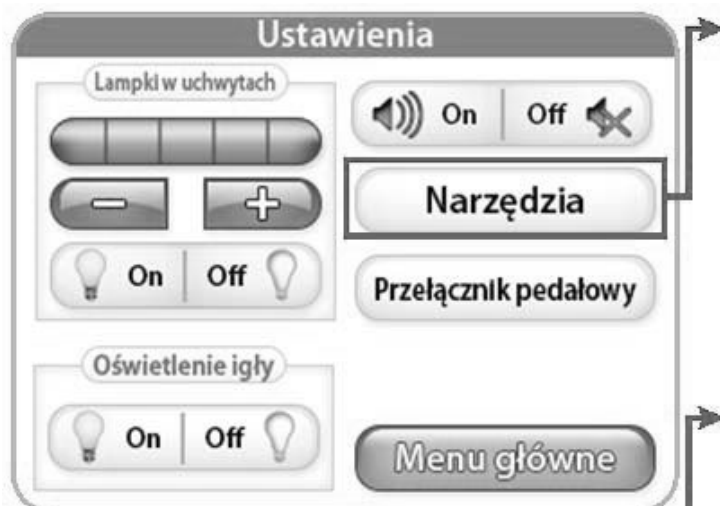 Ustawienia
Lampki w uchwytach
On Off
Oświetlenie igły
On Off
On Off
Narzędzia
Przełącznik pedałowy
Menu główne